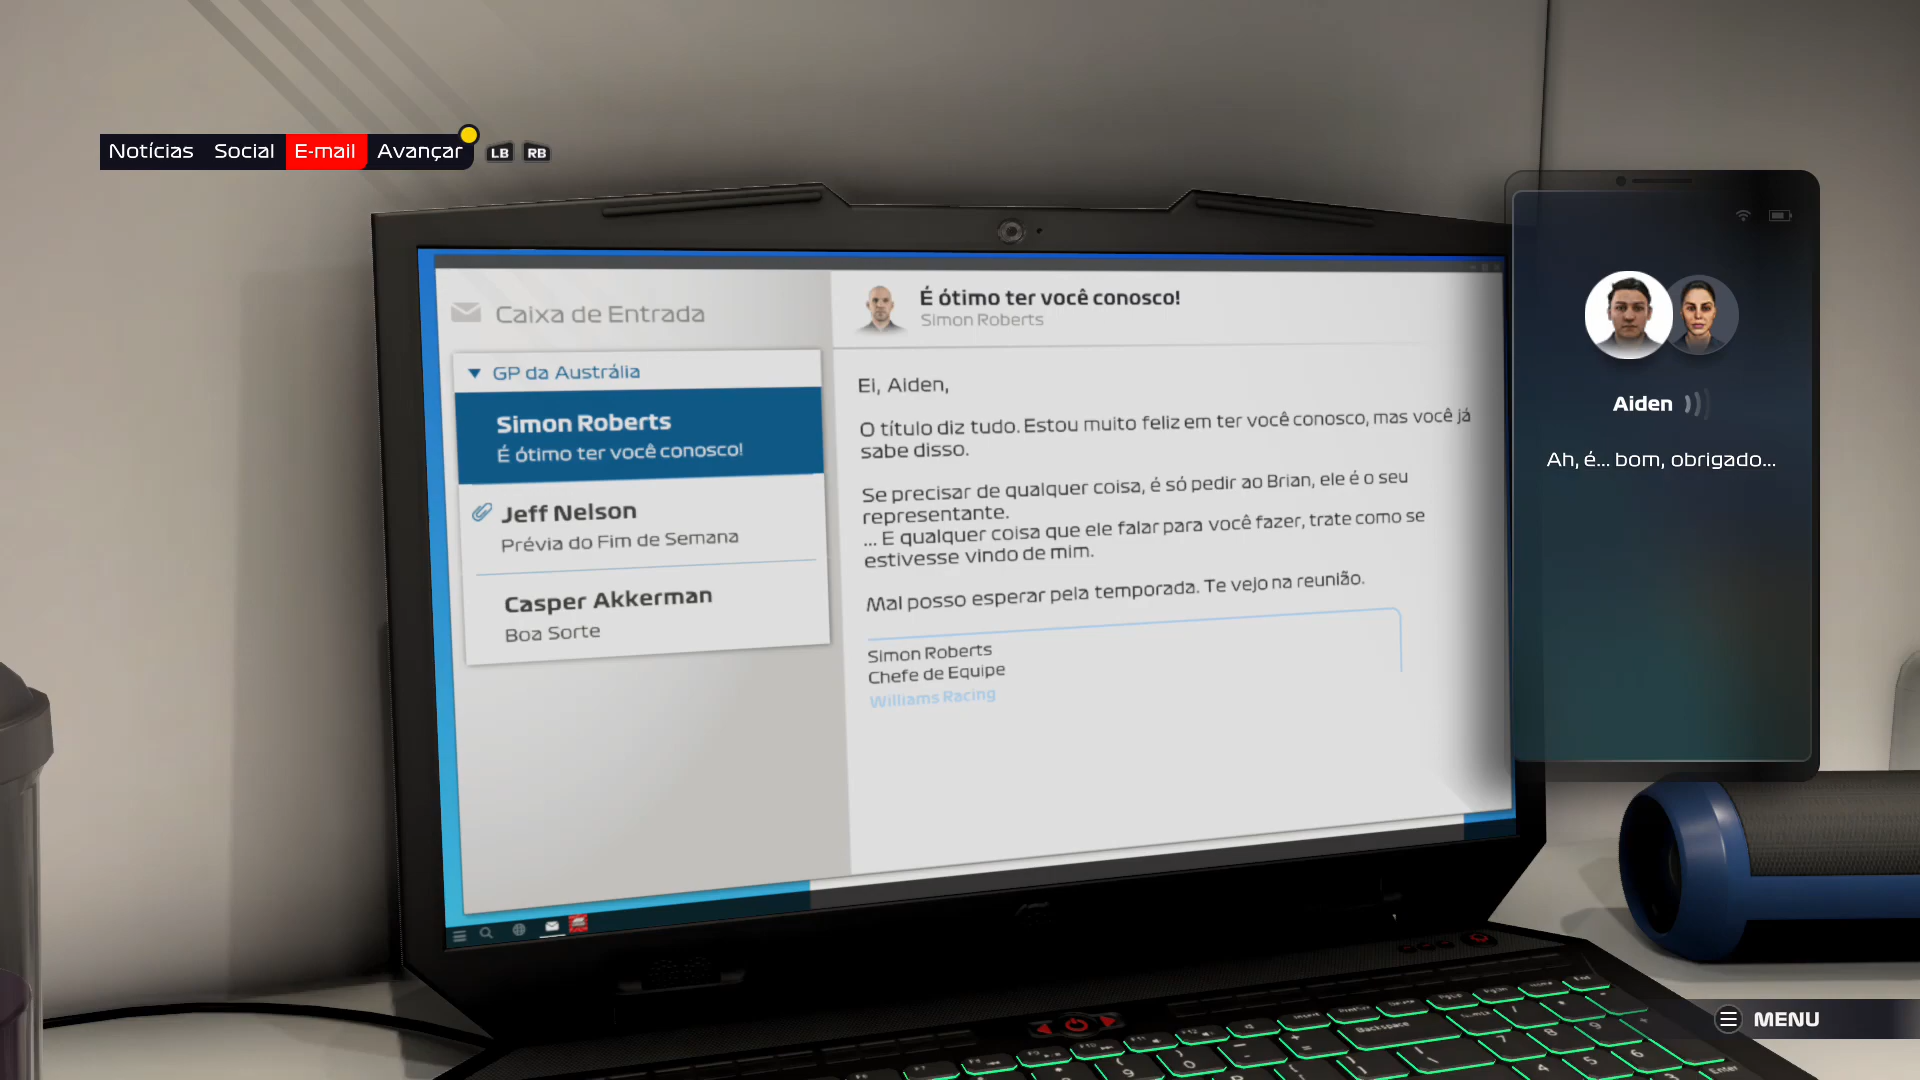 Notícias Social E-mail Avançar LB RB
Caixa de Entrada
GP da Austrália
Simon Roberts
É ótimo ter você conosco!
Jeff Nelson
Prévia do Fim de Semana
Casper Akkerman
Boa Sorte
É ótimo ter você conosco!
Simon Roberts
Ei, Aiden,
O título diz tudo. Estou muito feliz em ter você conosco, mas você já
sabe disso.
Se precisar de qualquer coisa, é só pedir ao Brian, ele é o seu
representante.
... E qualquer coisa que ele falar para você fazer, trate como se
estivesse vindo de mim.
Mal posso esperar pela temporada. Te vejo na reunião.
Simon Roberts
Chefe de Equipe
Williams Racing
Aiden
Ah, é... bom, obrigado...
Backspace
Enter
MENU